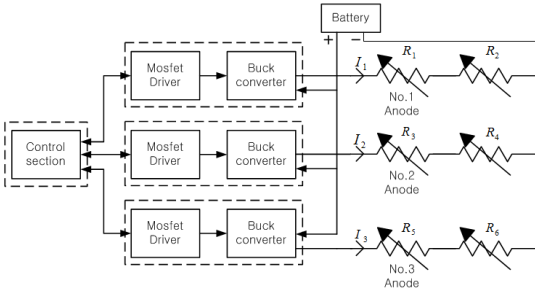 Battery
+ −
Mosfet
Driver
Buck
converter
I1
R1
R2
No.1
Anode
Control
section
Mosfet
Driver
Buck
converter
I2
R3
R4
No.2
Anode
Mosfet
Driver
Buck
converter
I3
R5
R6
No.3
Anode